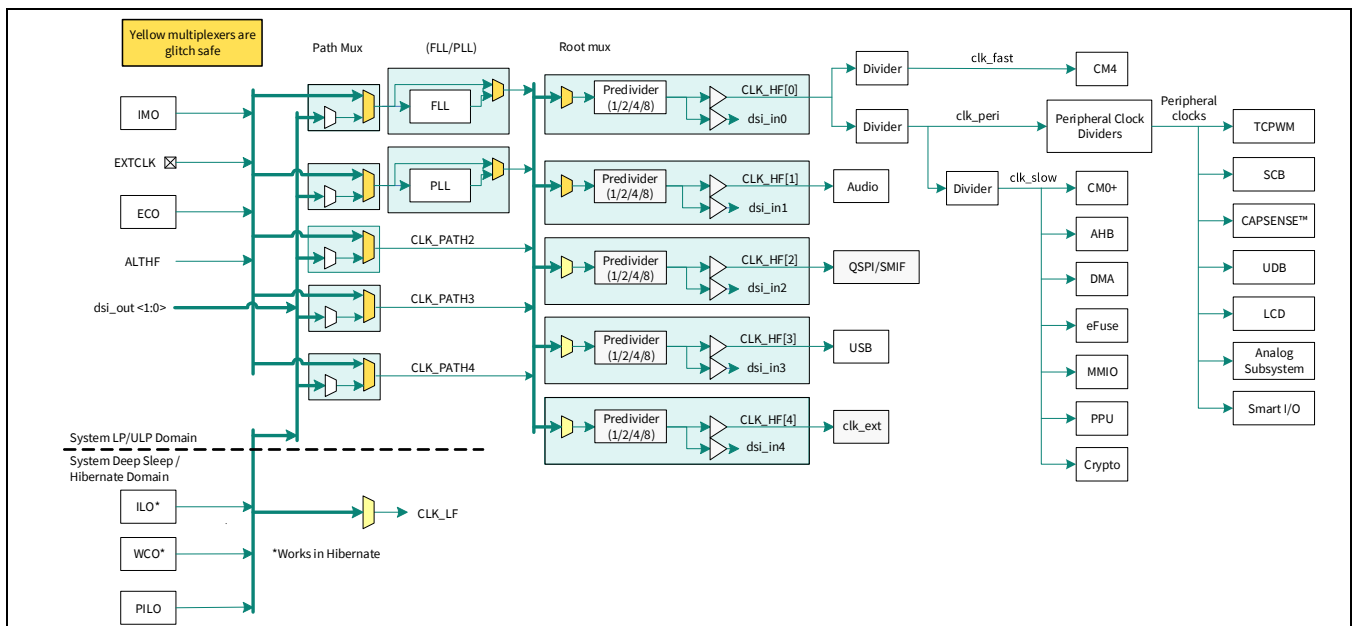 Yellow multiplexers are
glitch safe
Path Mux
(FLL/PLL)
Root mux
IMO
EXTCLK
ECO
ALTHF
dsi_out <1:0>
FLL
PLL
CLK_PATH2
CLK_PATH3
CLK_PATH4
Predivider
(1/2/4/8)
CLK_HF[0]
dsi_in0
Predivider
(1/2/4/8)
CLK_HF[1]
dsi_in1
Audio
Predivider
(1/2/4/8)
CLK_HF[2]
dsi_in2
QSPI/SMIF
Predivider
(1/2/4/8)
CLK_HF[3]
dsi_in3
USB
Predivider
(1/2/4/8)
CLK_HF[4]
dsi_in4
clk_ext
Divider
clk_fast
CM4
Divider
clk_peri
Peripheral Clock
Dividers
Peripheral
clocks
Divider
clk_slow
CM0+
AHB
DMA
eFuse
MMIO
PPU
Crypto
TCPWM
SCB
CAPSENSE™
UDB
LCD
Analog
Subsystem
Smart I/O
System LP/ULP Domain
System Deep Sleep /
Hibernate Domain
ILO*
WCO*
PILO
CLK_LF
*Works in Hibernate